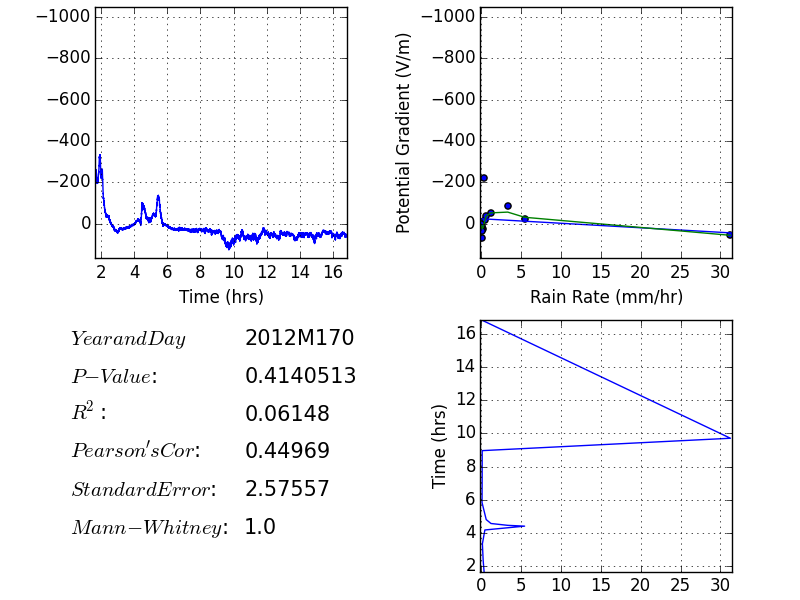 −1000
−800
−600
−400
−200
0
2 4 6 8 10 12 14 16
Time (hrs)
Potential Gradient (V/m)
−1000
−800
−600
−400
−200
0
0 5 10 15 20 25 30
Rain Rate (mm/hr)
YearandDay 2012M170
P−Value: 0.4140513
R²: 0.06148
Pearson'sCor: 0.44969
StandardError: 2.57557
Mann−Whitney: 1.0
Time (hrs)
16
14
12
10
8
6
4
2
0 5 10 15 20 25 30